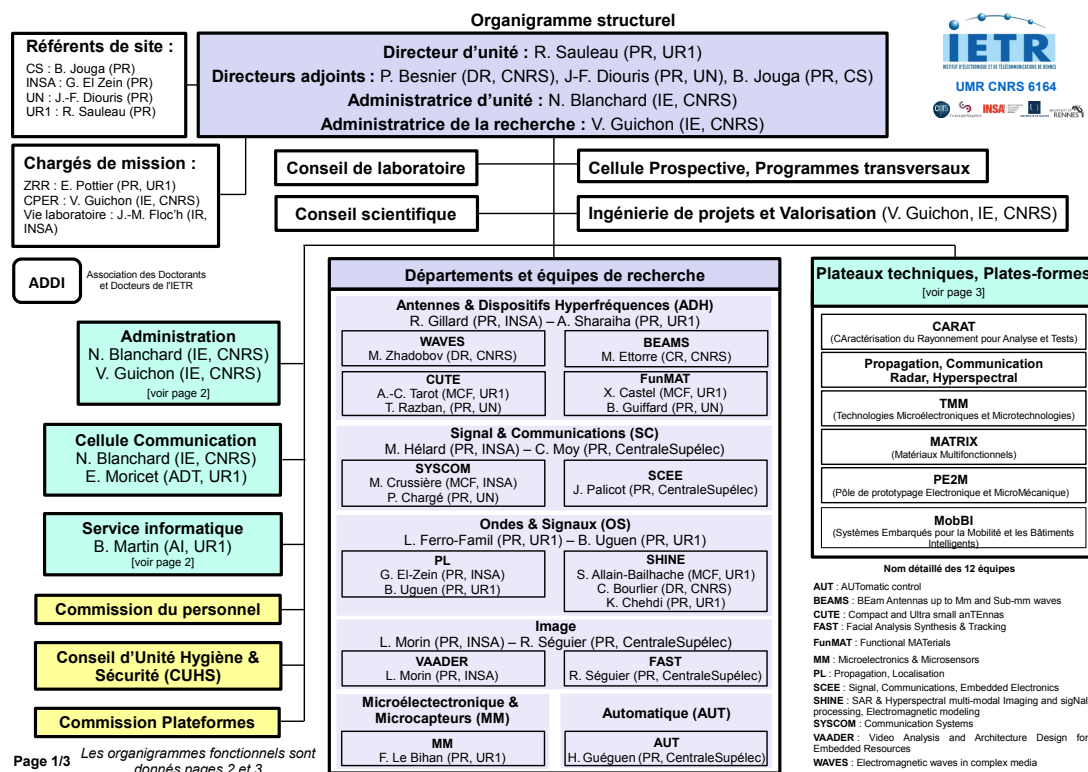 Organigramme structurel
Référents de site :
CS : B. Jouga (PR)
INSA : G. El Zein (PR)
UN : J.-F. Diouris (PR)
UR1 : R. Sauleau (PR)
Directeur d'unité : R. Sauleau (PR, UR1)
Directeurs adjoints : P. Besnier (DR, CNRS), J-F. Diouris (PR, UN), B. Jouga (PR, CS)
Administratrice d'unité : N. Blanchard (IE, CNRS)
Administratrice de la recherche : V. Guichon (IE, CNRS)
IETR
INSTITUT D'ÉLECTRONIQUE ET DE TÉLÉCOMMUNICATIONS DE RENNES
UMR CNRS 6164
cnrs
CentraleSupélec
INSA
RENNES
Chargés de mission :
ZRR : E. Pottier (PR, UR1)
CPER : V. Guichon (IE, CNRS)
Vie laboratoire : J.-M. Floc'h (IR,
INSA)
Conseil de laboratoire
Cellule Prospective, Programmes transversaux
Conseil scientifique
Ingénierie de projets et Valorisation (V. Guichon, IE, CNRS)
ADDI
Association des Doctorants
et Docteurs de l'IETR
Administration
N. Blanchard (IE, CNRS)
V. Guichon (IE, CNRS)
[voir page 2]
Cellule Communication
N. Blanchard (IE, CNRS)
E. Moricet (ADT, UR1)
Service informatique
B. Martin (AI, UR1)
[voir page 2]
Commission du personnel
Conseil d'Unité Hygiène &
Sécurité (CUHS)
Commission Plateformes
Départements et équipes de recherche
Antennes & Dispositifs Hyperfréquences (ADH)
R. Gillard (PR, INSA) – A. Sharaiha (PR, UR1)
WAVES
M. Zhadobov (DR, CNRS)
BEAMS
M. Ettorre (CR, CNRS)
CUTE
A.-C. Tarot (MCF, UR1)
T. Razban, (PR, UN)
FunMAT
X. Castel (MCF, UR1)
B. Guiffard (PR, UN)
Signal & Communications (SC)
M. Hélard (PR, INSA) – C. Moy (PR, CentraleSupélec)
SYSCOM
M. Crussière (MCF, INSA)
P. Chargé (PR, UN)
SCEE
J. Palicot (PR, CentraleSupélec)
Ondes & Signaux (OS)
L. Ferro-Famil (PR, UR1) – B. Uguen (PR, UR1)
PL
G. El-Zein (PR, INSA)
B. Uguen (PR, UR1)
SHINE
S. Allain-Bailhache (MCF, UR1)
C. Bourlier (DR, CNRS)
K. Chehdi (PR, UR1)
Image
L. Morin (PR, INSA) – R. Séguier (PR, CentraleSupélec)
VAADER
L. Morin (PR, INSA)
FAST
R. Séguier (PR, CentraleSupélec)
Microélectectronique &
Microcapteurs (MM)
MM
F. Le Bihan (PR, UR1)
Automatique (AUT)
AUT
H. Guéguen (PR, CentraleSupélec)
Plateaux techniques, Plates-formes
[voir page 3]
CARAT
(CAractérisation du Rayonnement pour Analyse et Tests)
Propagation, Communication
Radar, Hyperspectral
TMM
(Technologies Microélectroniques et Microtechnologies)
MATRIX
(Matériaux Multifonctionnels)
PE2M
(Pôle de prototypage Electronique et MicroMécanique)
MobBI
(Systèmes Embarqués pour la Mobilité et les Bâtiments
Intelligents)
Nom détaillé des 12 équipes
AUT : AUTomatic control
BEAMS : BEam Antennas up to Mm and Sub-mm waves
CUTE : Compact and Ultra small anTEnnas
FAST : Facial Analysis Synthesis & Tracking
FunMAT : Functional MATerials
MM : Microelectronics & Microsensors
PL : Propagation, Localisation
SCEE : Signal, Communications, Embedded Electronics
SHINE : SAR & Hyperspectral multi-modal Imaging and sigNal
processing, Electromagnetic modeling
SYSCOM : Communication Systems
VAADER : Video Analysis and Architecture Design for
Embedded Resources
WAVES : Electromagnetic waves in complex media
Page 1/3
Les organigrammes fonctionnels sont
donnés pages 2 et 3